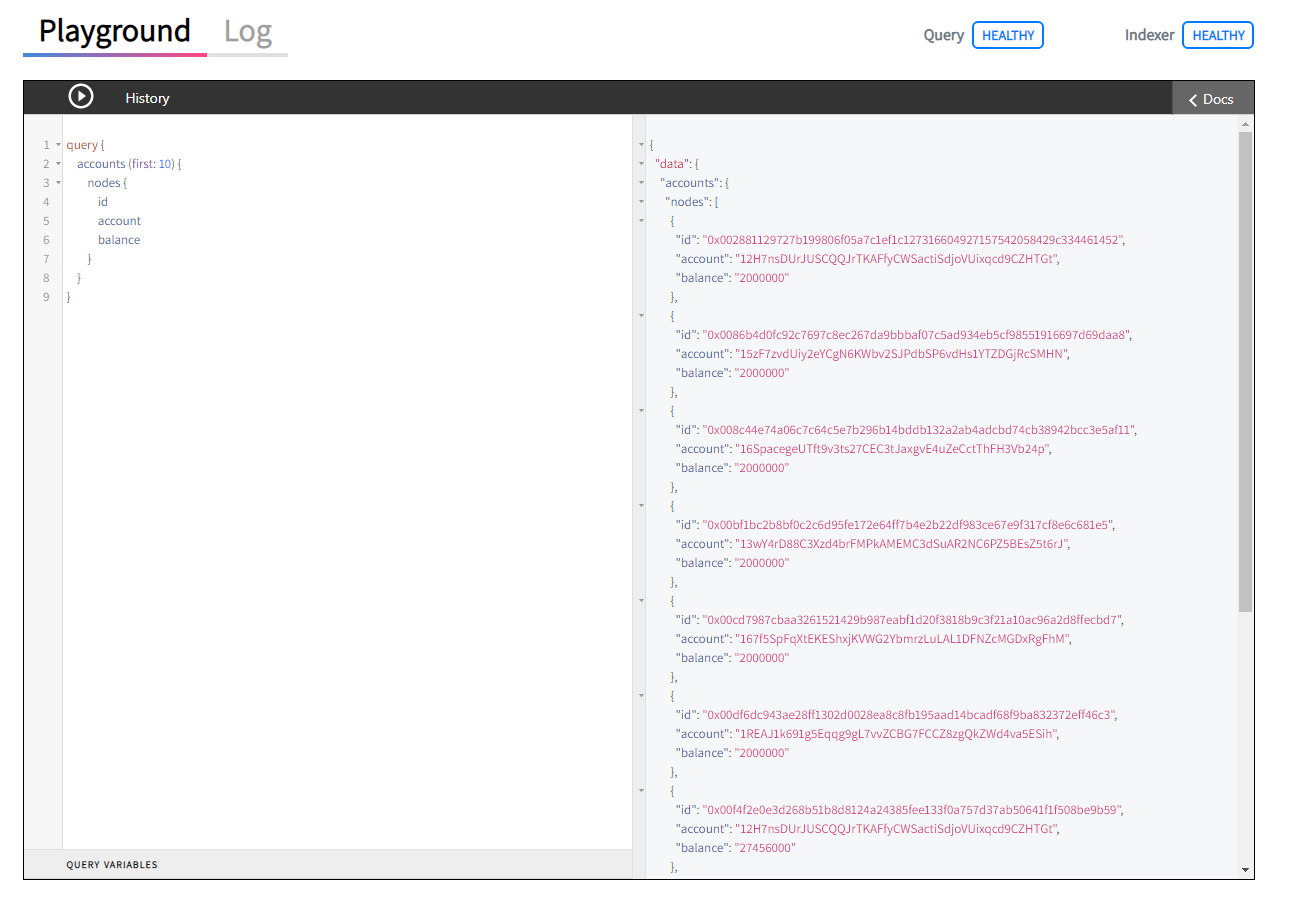 Playground Log
Query HEALTHY Indexer HEALTHY
History
Docs
1 query {
2 accounts (first: 10) {
3 nodes {
4 id
5 account
6 balance
7 }
8 }
9 }
QUERY VARIABLES
{
"data": {
"accounts": {
"nodes": [
{
"id": "0x002881129727b199806f05a7c1ef1c127316604927157542058429c334461452",
"account": "12H7nsDUrJUSCQQJrTKAFfyCWSactiSdjoVUixqcd9CZHTGt",
"balance": "2000000"
},
{
"id": "0x0086b4d0fc92c7697c8ec267da9bbbaf07c5ad934eb5cf98551916697d69daa8",
"account": "15zF7zvdUiy2eYCgN6KWbv2SJPdbSP6vdHs1YTZDGjRcSMHN",
"balance": "2000000"
},
{
"id": "0x008c44e74a06c7c64c5e7b296b14bddb132a2ab4adcbd74cb38942bcc3e5af11",
"account": "16SpacegeUTft9v3ts27CEC3tJaxgvE4uZeCctThFH3Vb24p",
"balance": "2000000"
},
{
"id": "0x00bf1bc2b8bf0c2c6d95fe172e64ff7b4e2b22df983ce67e9f317cf8e6c681e5",
"account": "13wY4rD88C3Xzd4brFMPkAMEMC3dSuAR2NC6PZ5BEsZ5t6rJ",
"balance": "2000000"
},
{
"id": "0x00cd7987cbaa3261521429b987eabf1d20f3818b9c3f21a10ac96a2d8ffecbd7",
"account": "167f5SpFqXtEKEShxjKVWG2YbmrzLuLAL1DFNZcMGDxRgFhM",
"balance": "2000000"
},
{
"id": "0x00df6dc943ae28ff1302d0028ea8c8fb195aad14bcadf68f9ba832372eff46c3",
"account": "1REAJ1k691g5Eqqg9gL7vvZCBG7FCCZ8zgQkZWd4va5ESih",
"balance": "2000000"
},
{
"id": "0x00f4f2e0e3d268b51b8d8124a24385fee133f0a757d37ab50641f1f508be9b59",
"account": "12H7nsDUrJUSCQQJrTKAFfyCWSactiSdjoVUixqcd9CZHTGt",
"balance": "27456000"
},